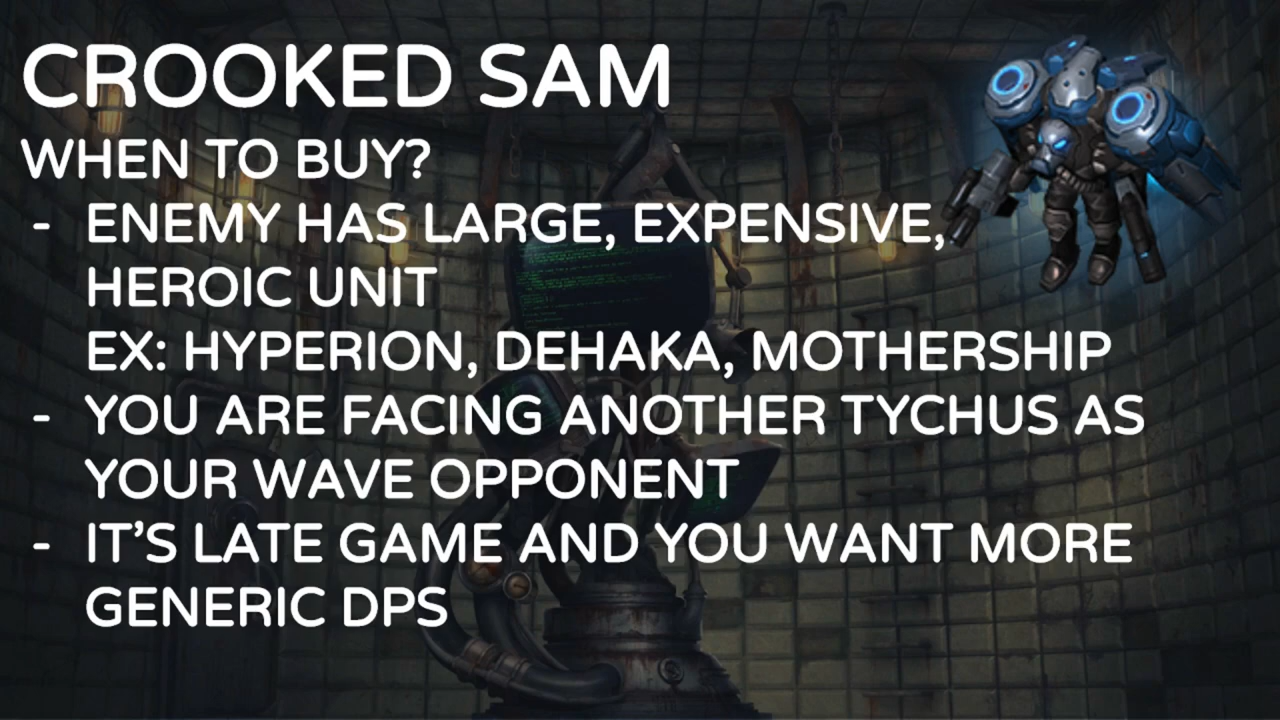 CROOKED SAM
WHEN TO BUY?
- ENEMY HAS LARGE, EXPENSIVE,
HEROIC UNIT
EX: HYPERION, DEHAKA, MOTHERSHIP
- YOU ARE FACING ANOTHER TYCHUS AS
YOUR WAVE OPPONENT
- IT'S LATE GAME AND YOU WANT MORE
GENERIC DPS